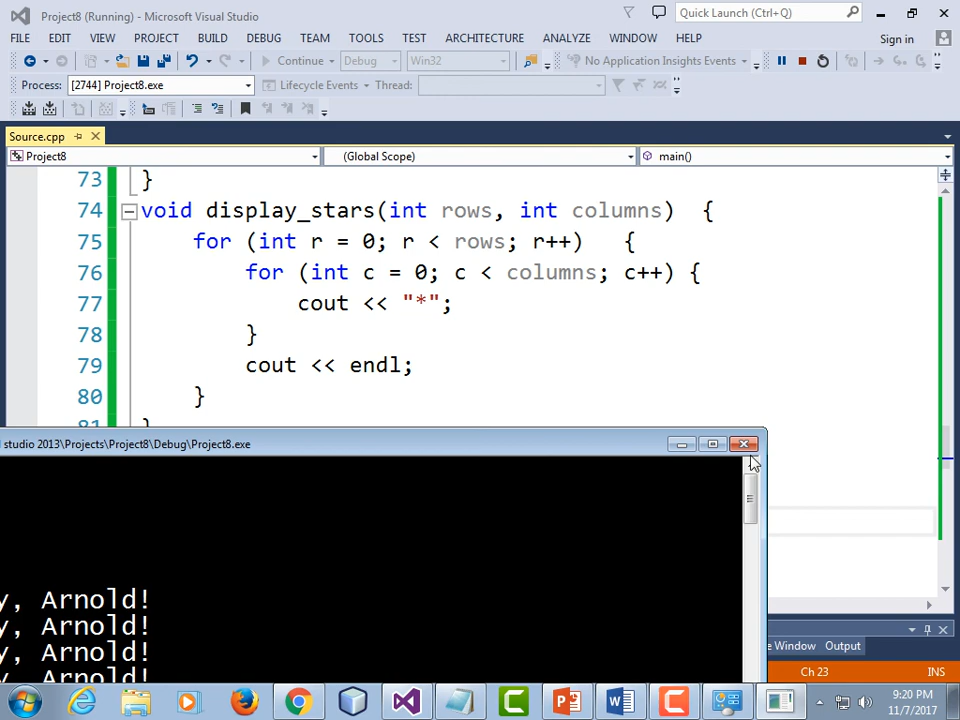 Project8 (Running) - Microsoft Visual Studio
Quick Launch (Ctrl+Q)
FILE EDIT VIEW PROJECT BUILD DEBUG TEAM TOOLS TEST ARCHITECTURE ANALYZE WINDOW HELP Sign in
Continue Debug Win32 No Application Insights Events
Process: [2744] Project8.exe Lifecycle Events Thread:
Source.cpp
Project8 (Global Scope) main()
73 }
74 void display_stars(int rows, int columns) {
75 for (int r = 0; r < rows; r++) {
76 for (int c = 0; c < columns; c++) {
77 cout << "*";
78 }
79 cout << endl;
80 }
81 }
studio 2013\Projects\Project8\Debug\Project8.exe
y, Arnold!
y, Arnold!
y, Arnold!
y, Arnold!
e Window Output
Ch 23 INS
9:20 PM
11/7/2017